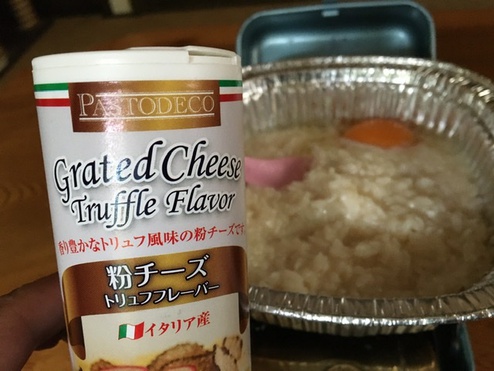 PASTODECO
Grated Cheese
Truffle Flavor
香り豊かなトリュフ風味の粉チーズです
粉チーズ
トリュフフレーバー
イタリア産